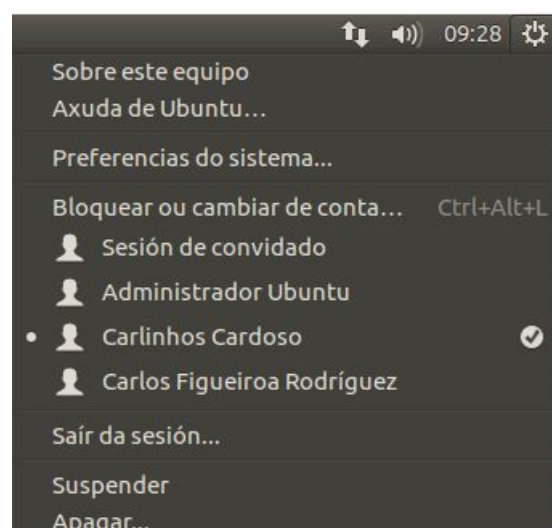 09:28
Sobre este equipo
Axuda de Ubuntu...
Preferencias do sistema...
Bloquear ou cambiar de conta... Ctrl+Alt+L
Sesión de convidado
Administrador Ubuntu
Carlinhos Cardoso
Carlos Figueiroa Rodríguez
Saír da sesión...
Suspender
Apagar...